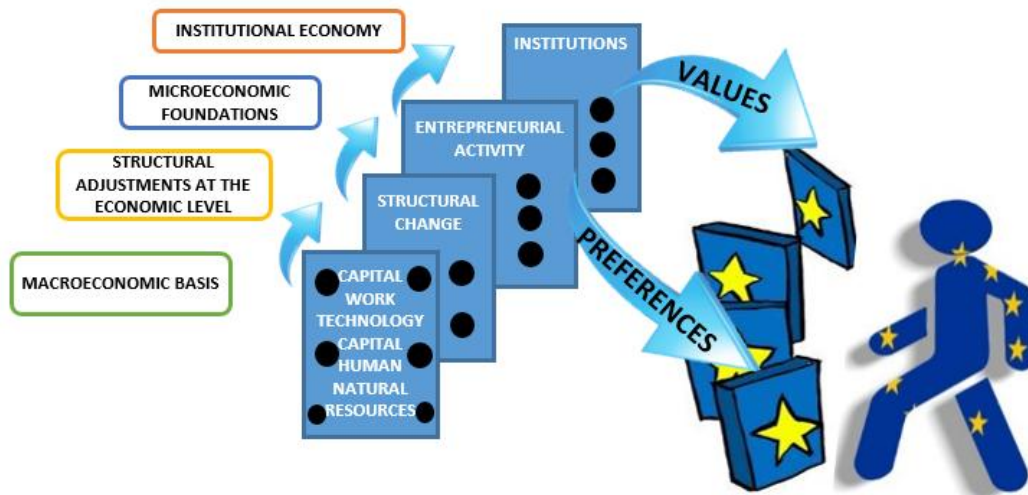 INSTITUTIONAL ECONOMY
MICROECONOMIC
FOUNDATIONS
STRUCTURAL
ADJUSTMENTS AT THE
ECONOMIC LEVEL
MACROECONOMIC BASIS
INSTITUTIONS
ENTREPRENEURIAL
ACTIVITY
STRUCTURAL
CHANGE
CAPITAL
WORK
TECHNOLOGY
CAPITAL
HUMAN
NATURAL
RESOURCES
VALUES
PREFERENCES